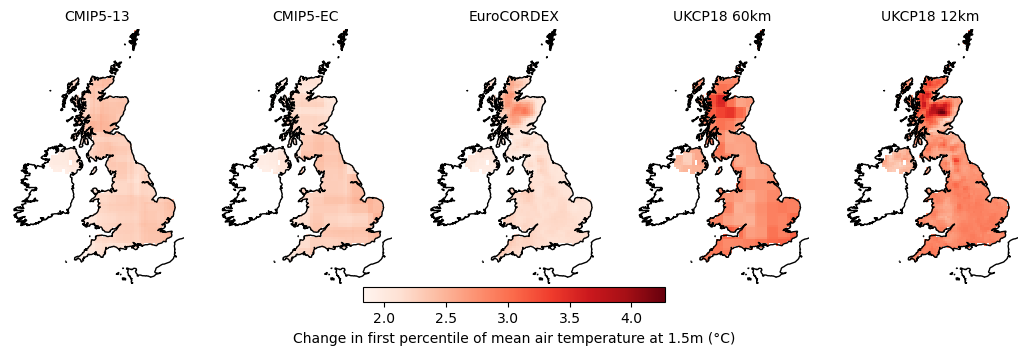 CMIP5-13 CMIP5-EC EuroCORDEX UKCP18 60km UKCP18 12km
2.0 2.5 3.0 3.5 4.0
Change in first percentile of mean air temperature at 1.5m (°C)